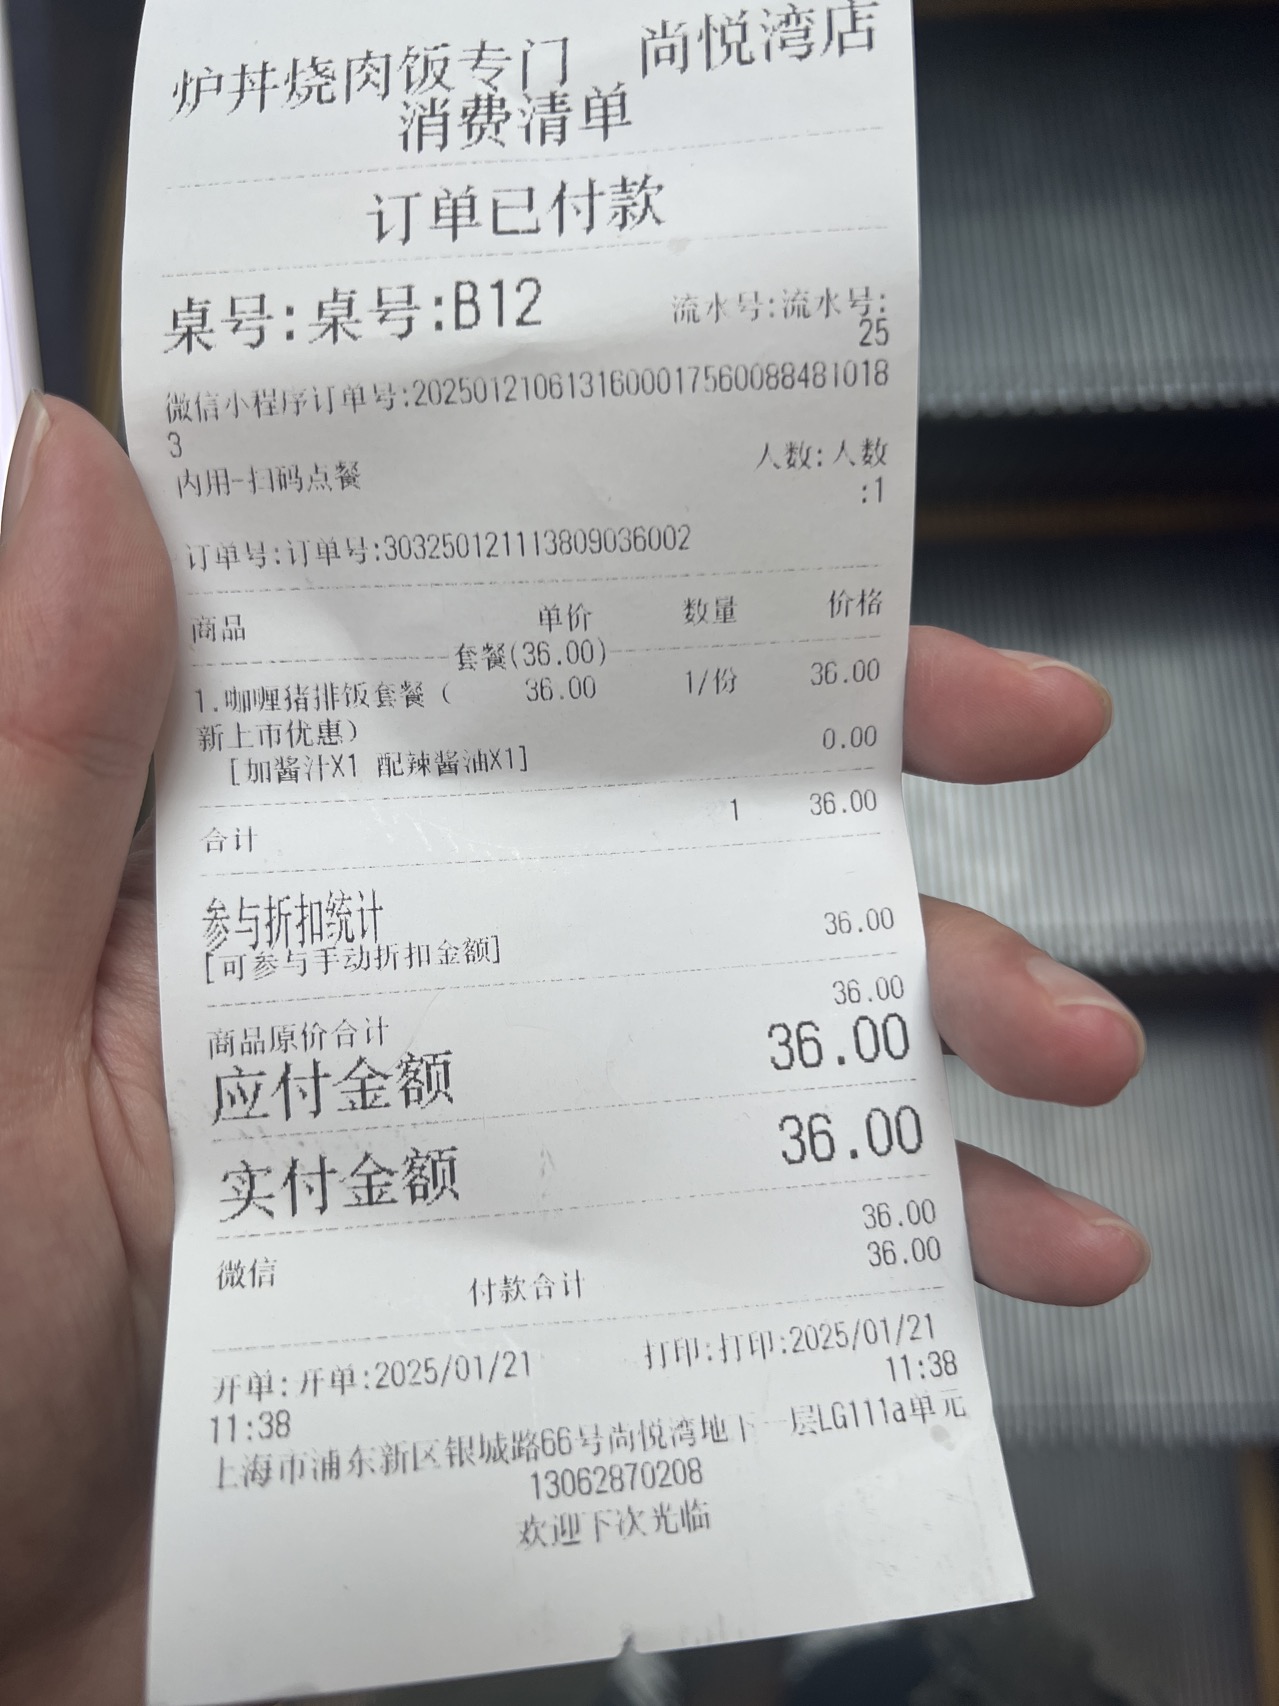 炉丼烧肉饭专门 尚悦湾店
消费清单
订单已付款
桌号:桌号:B12 流水号:流水号:
25
微信小程序订单号:2025012106131600017560088481018
3
内用-扫码点餐 人数:人数
:1
订单号:订单号:3032501211113809036002
商品 单价 数量 价格
套餐(36.00)
1.咖喱猪排饭套餐( 36.00 1/份 36.00
新上市优惠)
[加酱汁X1 配辣酱油X1] 0.00
合计 1 36.00
参与折扣统计 36.00
[可参与手动折扣金额]
商品原价合计 36.00
应付金额 36.00
实付金额 36.00
微信 36.00
付款合计 36.00
开单:开单:2025/01/21 打印:打印:2025/01/21
11:38 11:38
上海市浦东新区银城路66号尚悦湾地下一层LG111a单元
13062870208
欢迎下次光临